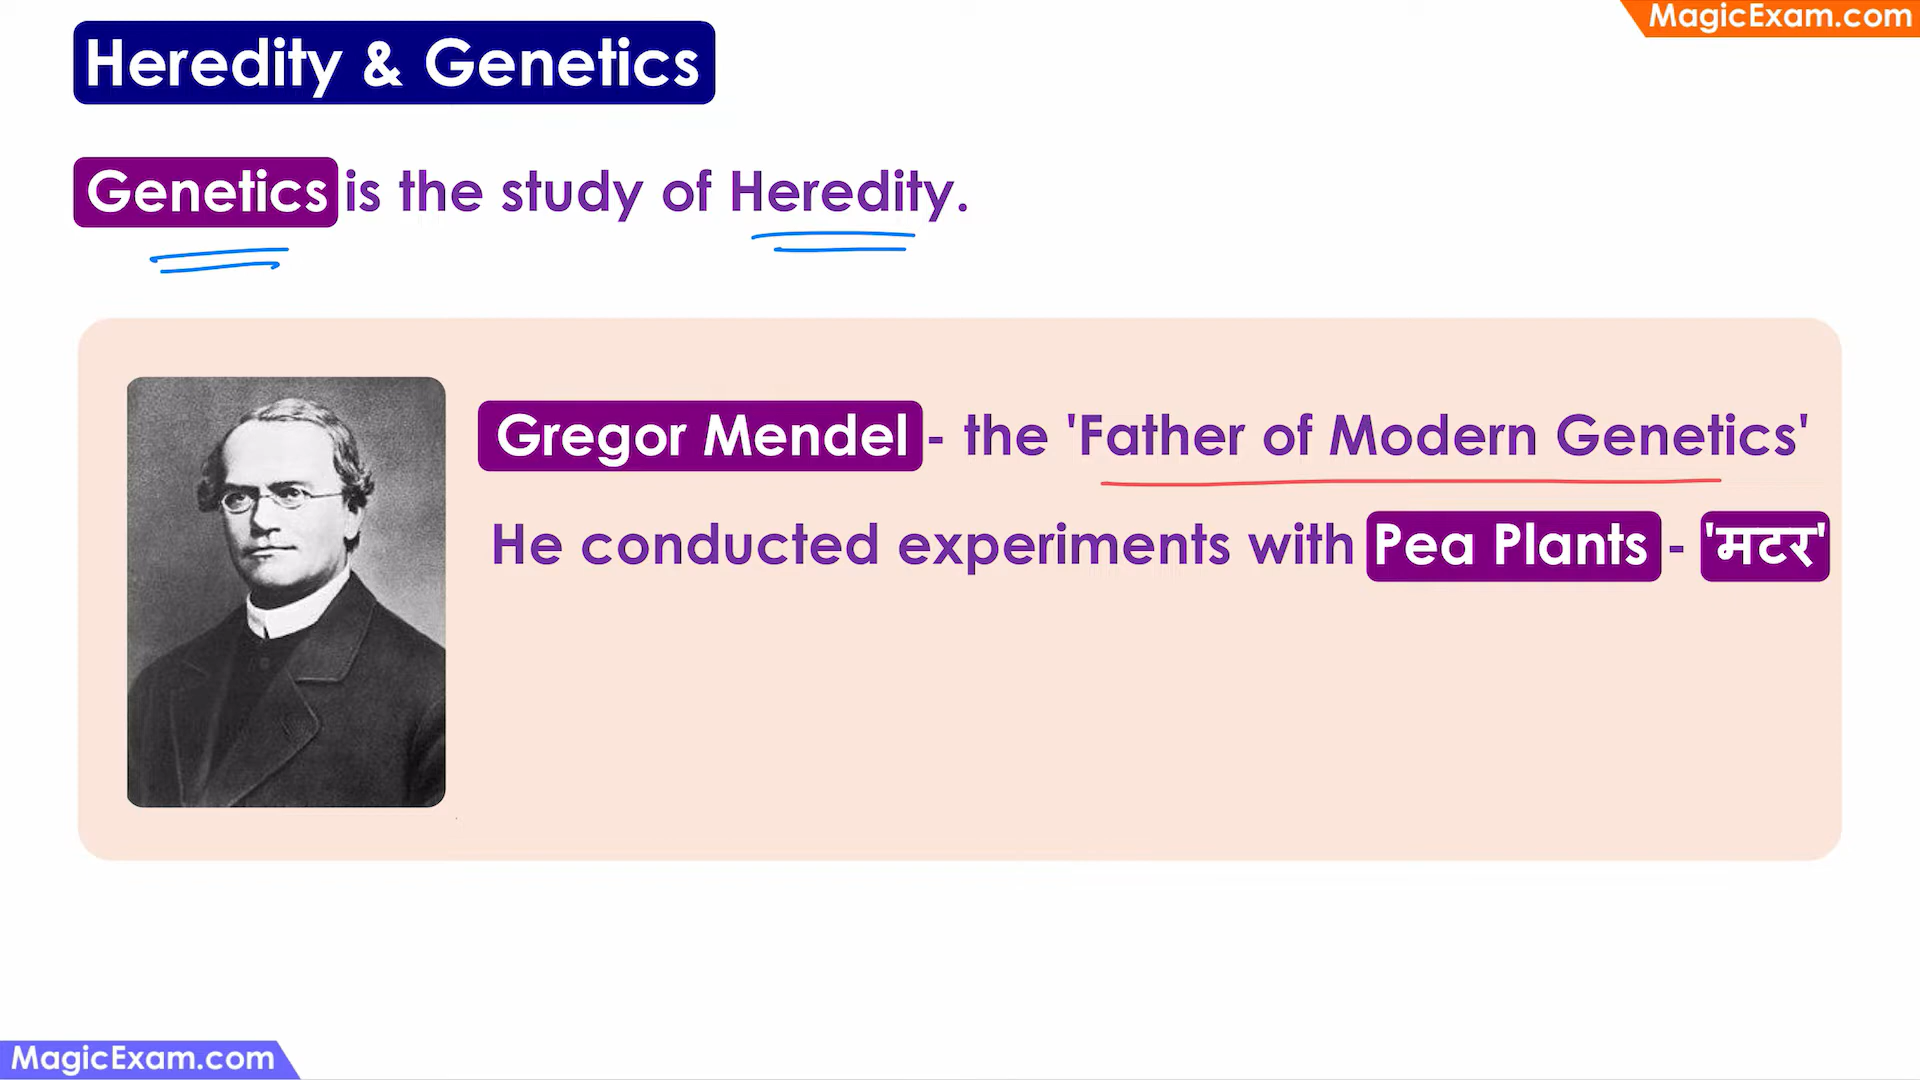 MagicExam.com
Heredity & Genetics
Genetics is the study of Heredity.
Gregor Mendel - the 'Father of Modern Genetics'
He conducted experiments with Pea Plants - 'मटर'
MagicExam.com